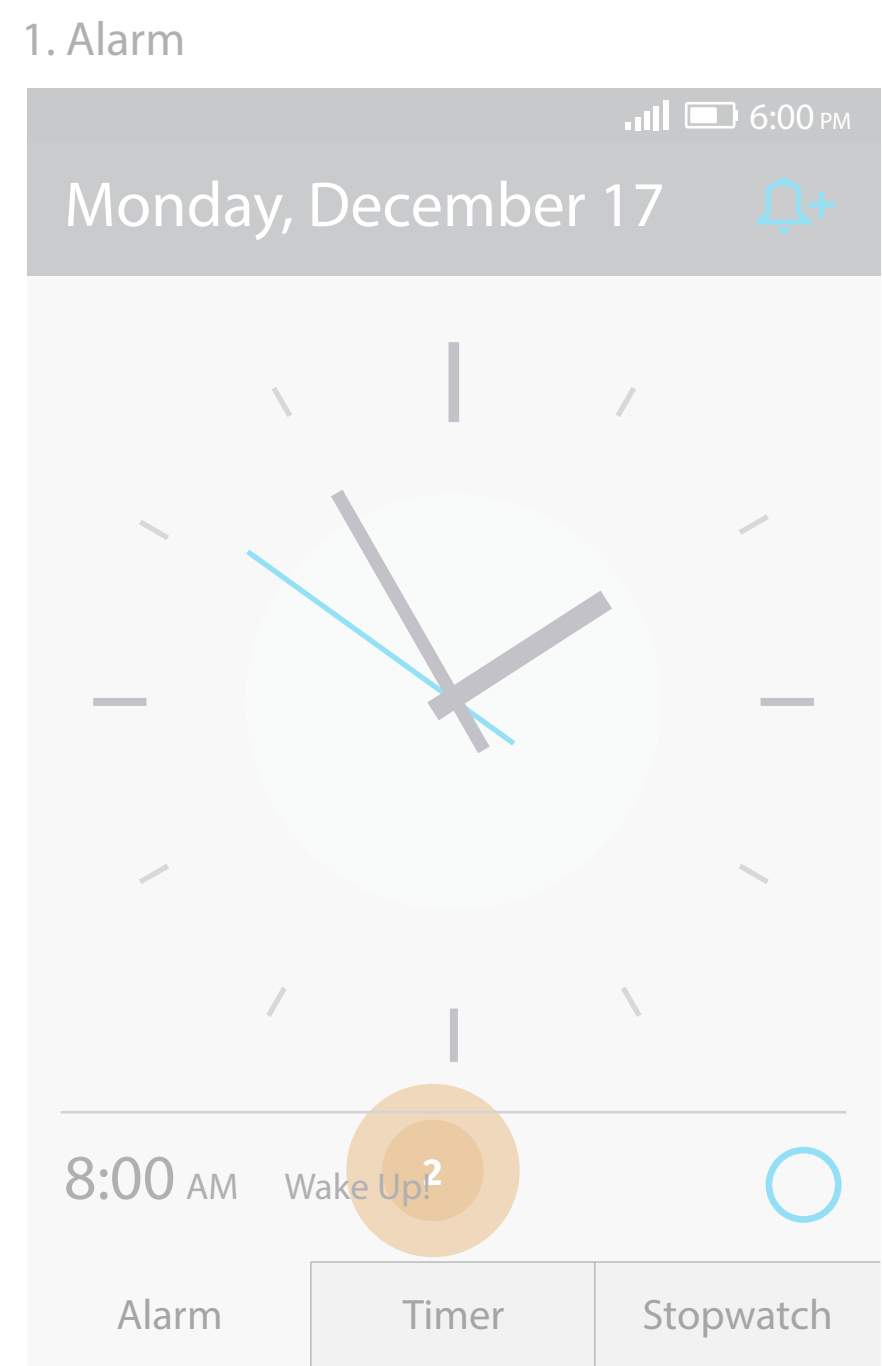 1. Alarm
6:00 PM
Monday, December 17
8:00 AM Wake Up!
2
Alarm Timer Stopwatch